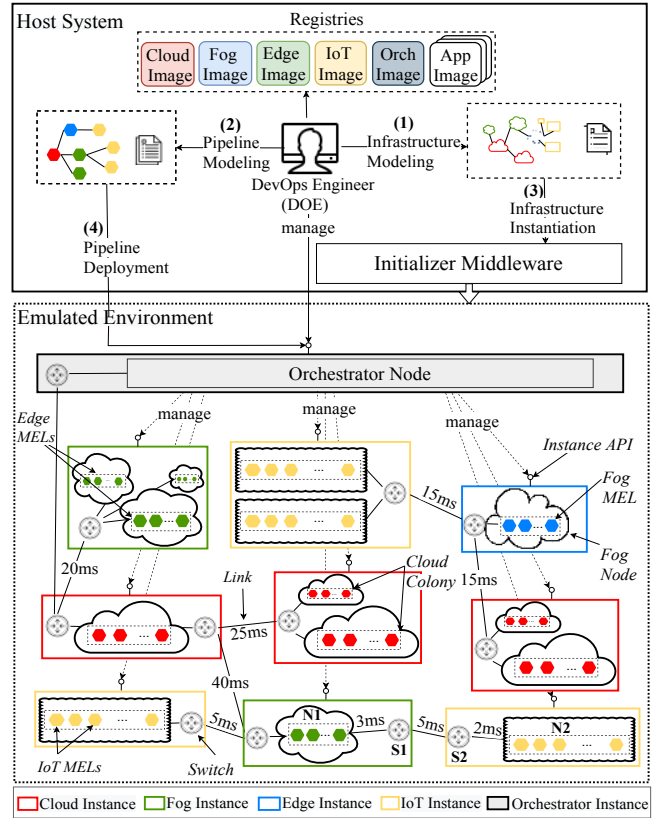 Host System
Registries
Cloud
Image
Fog
Image
Edge
Image
IoT
Image
Orch
Image
App
Image
(2)
Pipeline
Modeling
(1)
Infrastructure
Modeling
DevOps Engineer
(DOE)
manage
(3)
Infrastructure
Instantiation
(4)
Pipeline
Deployment
Initializer Middleware
Emulated Environment
Orchestrator Node
manage
manage
manage
Edge
MELs
...
...
...
Instance API
15ms
Fog
MEL
...
Fog
Node
20ms
Link
Cloud
Colony
15ms
25ms
...
...
...
...
...
40ms
...
IoT MELs
5ms
Switch
N1
...
3ms
S1
5ms
S2
2ms
N2
...
Cloud Instance
Fog Instance
Edge Instance
IoT Instance
Orchestrator Instance